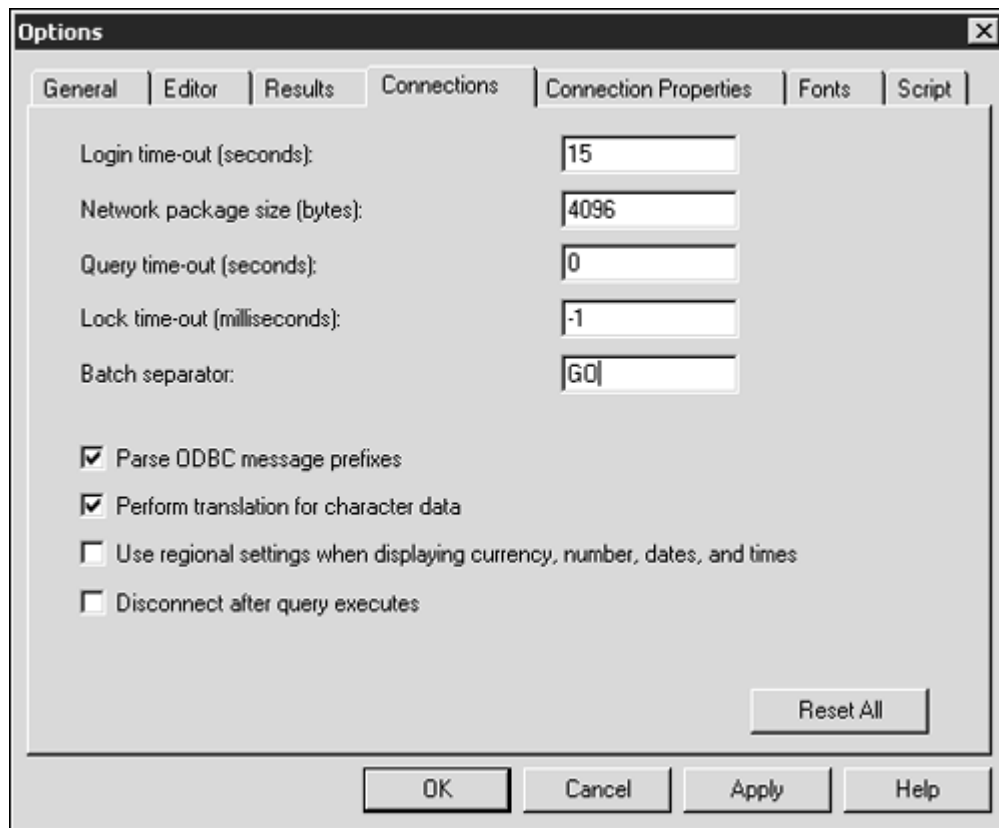 Options
General Editor Results Connections Connection Properties Fonts Script
Login time-out (seconds): 15
Network package size (bytes): 4096
Query time-out (seconds): 0
Lock time-out (milliseconds): -1
Batch separator: GO
Parse ODBC message prefixes
Perform translation for character data
Use regional settings when displaying currency, number, dates, and times
Disconnect after query executes
Reset All
OK Cancel Apply Help